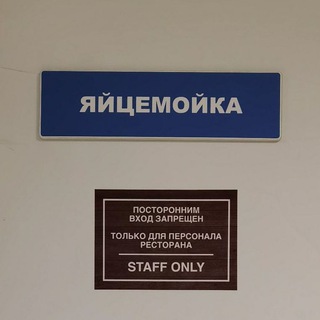 ЯЙЦЕМОЙКА
ПОСТОРОННИМ
ВХОД ЗАПРЕЩЕН
ТОЛЬКО ДЛЯ ПЕРСОНАЛА
РЕСТОРАНА
STAFF ONLY